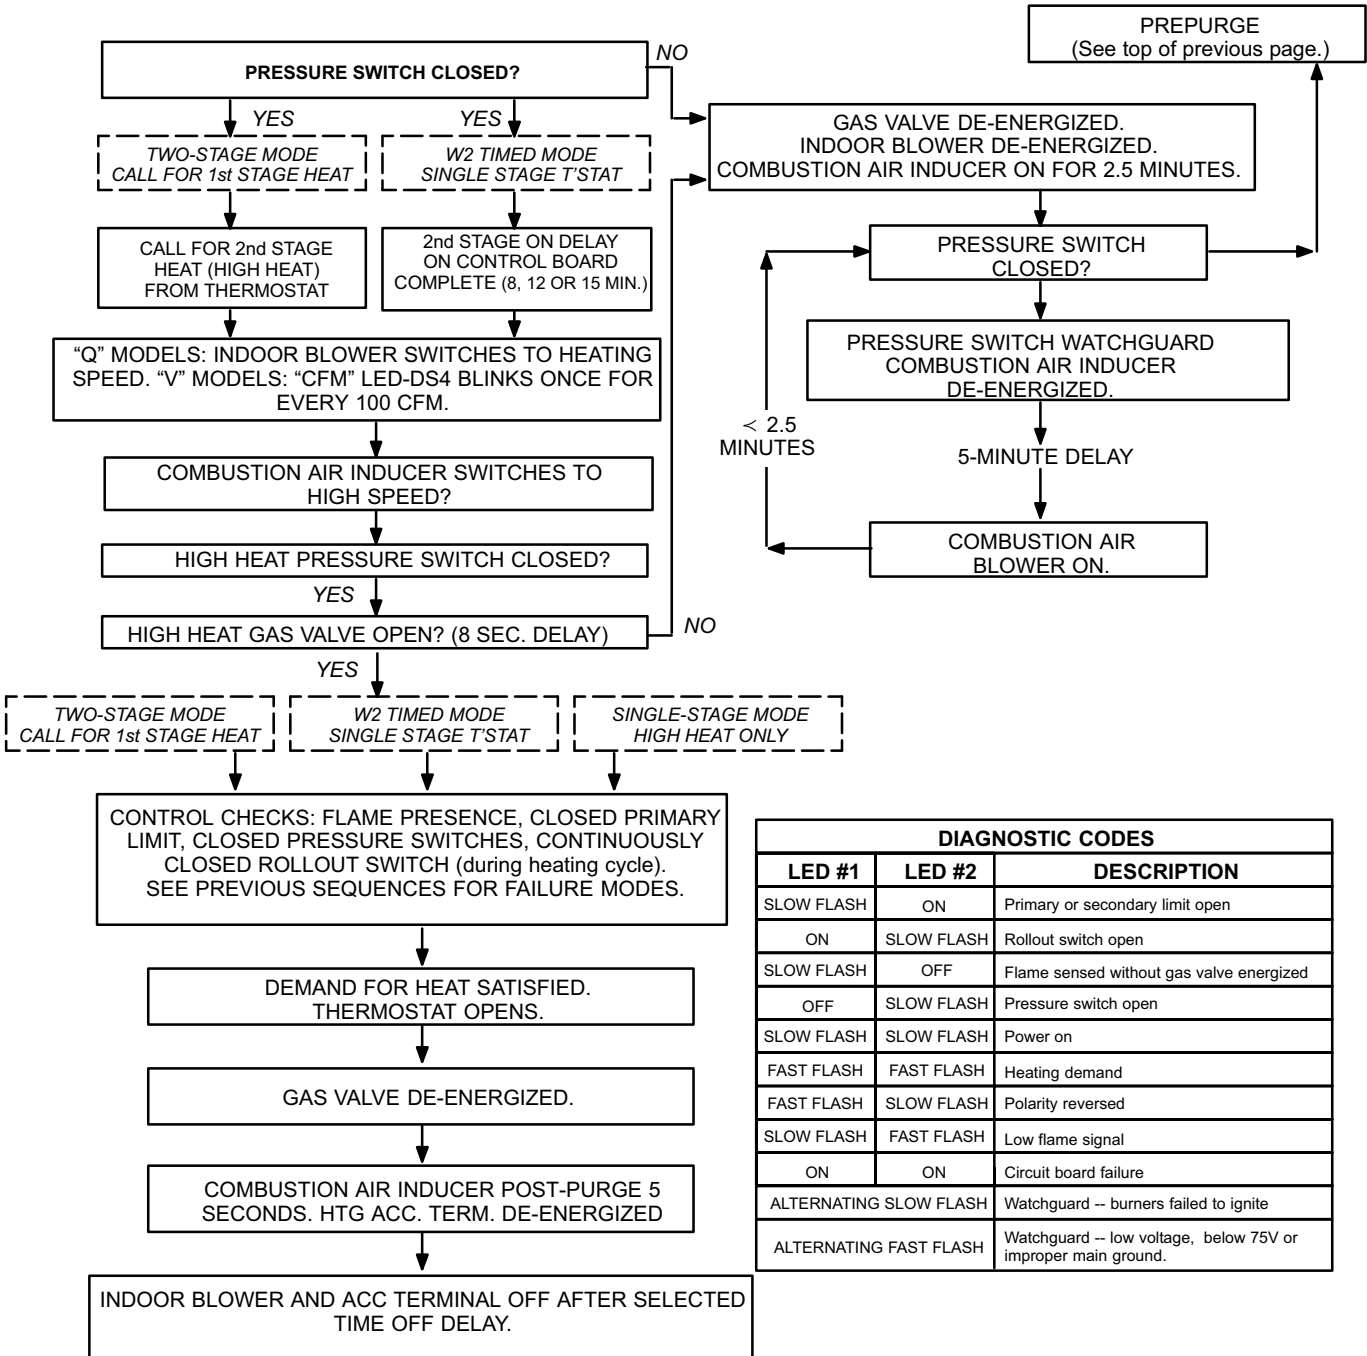 PREPURGE
(See top of previous page.)
PRESSURE SWITCH CLOSED?
NO
YES
YES
TWO-STAGE MODE
CALL FOR 1st STAGE HEAT
W2 TIMED MODE
SINGLE STAGE T'STAT
GAS VALVE DE-ENERGIZED.
INDOOR BLOWER DE-ENERGIZED.
COMBUSTION AIR INDUCER ON FOR 2.5 MINUTES.
CALL FOR 2nd STAGE
HEAT (HIGH HEAT)
FROM THERMOSTAT
2nd STAGE ON DELAY
ON CONTROL BOARD
COMPLETE (8, 12 OR 15 MIN.)
PRESSURE SWITCH
CLOSED?
“Q” MODELS: INDOOR BLOWER SWITCHES TO HEATING
SPEED. “V” MODELS: “CFM” LED-DS4 BLINKS ONCE FOR
EVERY 100 CFM.
PRESSURE SWITCH WATCHGUARD
COMBUSTION AIR INDUCER
DE-ENERGIZED.
< 2.5
MINUTES
5-MINUTE DELAY
COMBUSTION AIR INDUCER SWITCHES TO
HIGH SPEED?
COMBUSTION AIR
BLOWER ON.
HIGH HEAT PRESSURE SWITCH CLOSED?
YES
HIGH HEAT GAS VALVE OPEN? (8 SEC. DELAY)
NO
YES
TWO-STAGE MODE
CALL FOR 1st STAGE HEAT
W2 TIMED MODE
SINGLE STAGE T'STAT
SINGLE-STAGE MODE
HIGH HEAT ONLY
CONTROL CHECKS: FLAME PRESENCE, CLOSED PRIMARY
LIMIT, CLOSED PRESSURE SWITCHES, CONTINUOUSLY
CLOSED ROLLOUT SWITCH (during heating cycle).
SEE PREVIOUS SEQUENCES FOR FAILURE MODES.
DEMAND FOR HEAT SATISFIED.
THERMOSTAT OPENS.
GAS VALVE DE-ENERGIZED.
COMBUSTION AIR INDUCER POST-PURGE 5
SECONDS. HTG ACC. TERM. DE-ENERGIZED
INDOOR BLOWER AND ACC TERMINAL OFF AFTER SELECTED
TIME OFF DELAY.
DIAGNOSTIC CODES
LED #1 LED #2 DESCRIPTION
SLOW FLASH ON Primary or secondary limit open
ON SLOW FLASH Rollout switch open
SLOW FLASH OFF Flame sensed without gas valve energized
OFF SLOW FLASH Pressure switch open
SLOW FLASH SLOW FLASH Power on
FAST FLASH FAST FLASH Heating demand
FAST FLASH SLOW FLASH Polarity reversed
SLOW FLASH FAST FLASH Low flame signal
ON ON Circuit board failure
ALTERNATING SLOW FLASH Watchguard -- burners failed to ignite
ALTERNATING FAST FLASH Watchguard -- low voltage, below 75V or
improper main ground.